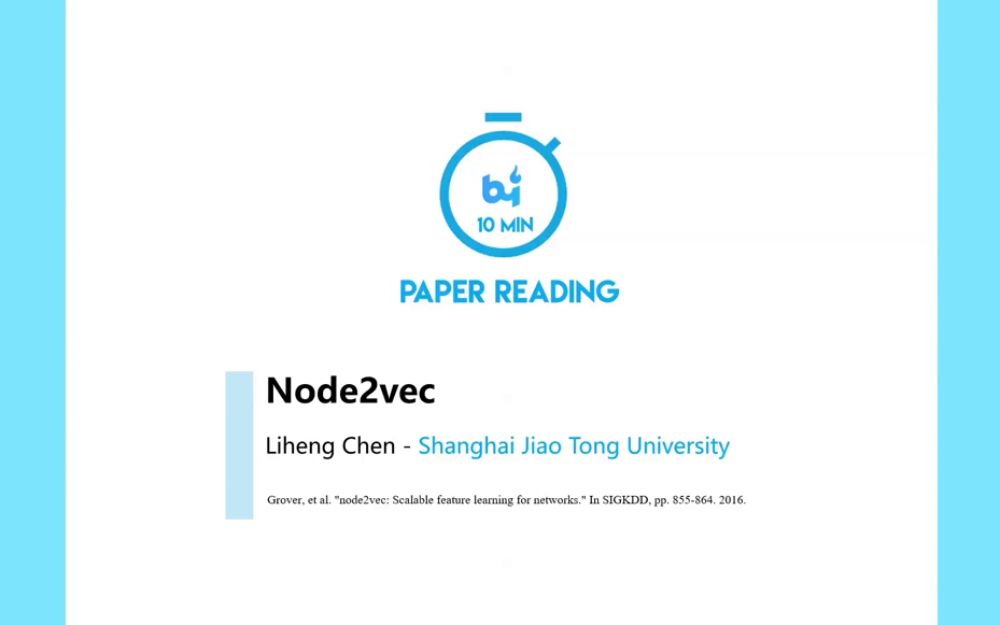 by
10 MIN
PAPER READING
Node2vec
Liheng Chen - Shanghai Jiao Tong University
Grover, et al. "node2vec: Scalable feature learning for networks." In SIGKDD, pp. 855-864. 2016.